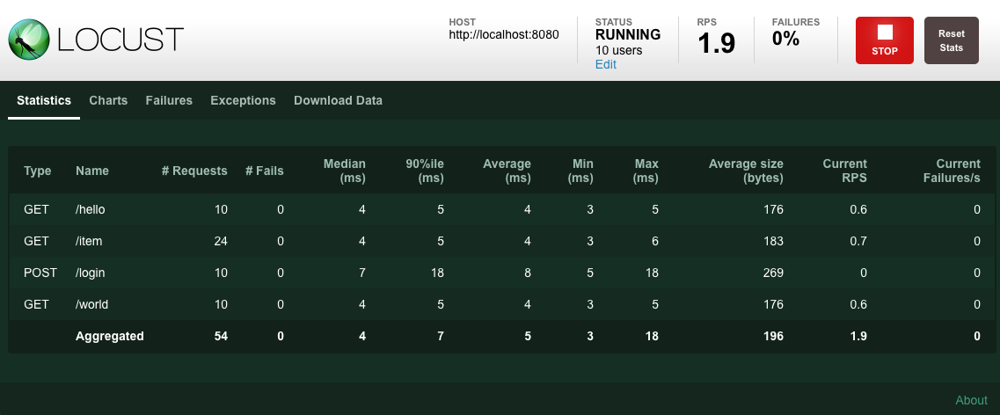 LOCUST
HOST
http://localhost:8080
STATUS
RUNNING
10 users
Edit
RPS
1.9
FAILURES
0%
STOP
Reset
Stats
Statistics Charts Failures Exceptions Download Data
Type Name # Requests # Fails Median (ms) 90%ile (ms) Average (ms) Min (ms) Max (ms) Average size (bytes) Current RPS Current Failures/s
GET /hello 10 0 4 5 4 3 5 176 0.6 0
GET /item 24 0 4 5 4 3 6 183 0.7 0
POST /login 10 0 7 18 8 5 18 269 0 0
GET /world 10 0 4 5 4 3 5 176 0.6 0
Aggregated 54 0 4 7 5 3 18 196 1.9 0
About